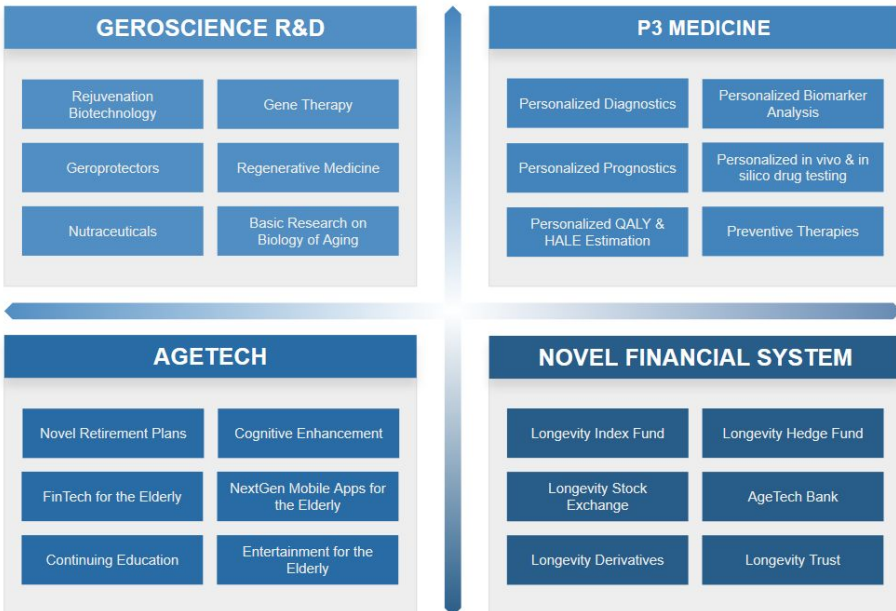 GEROSCIENCE R&D
Rejuvenation
Biotechnology
Gene Therapy
Geroprotectors
Regenerative Medicine
Nutraceuticals
Basic Research on
Biology of Aging
P3 MEDICINE
Personalized Diagnostics
Personalized Biomarker
Analysis
Personalized Prognostics
Personalized in vivo & in
silico drug testing
Personalized QALY &
HALE Estimation
Preventive Therapies
AGETECH
Novel Retirement Plans
Cognitive Enhancement
FinTech for the Elderly
NextGen Mobile Apps for
the Elderly
Continuing Education
Entertainment for the
Elderly
NOVEL FINANCIAL SYSTEM
Longevity Index Fund
Longevity Hedge Fund
Longevity Stock
Exchange
AgeTech Bank
Longevity Derivatives
Longevity Trust